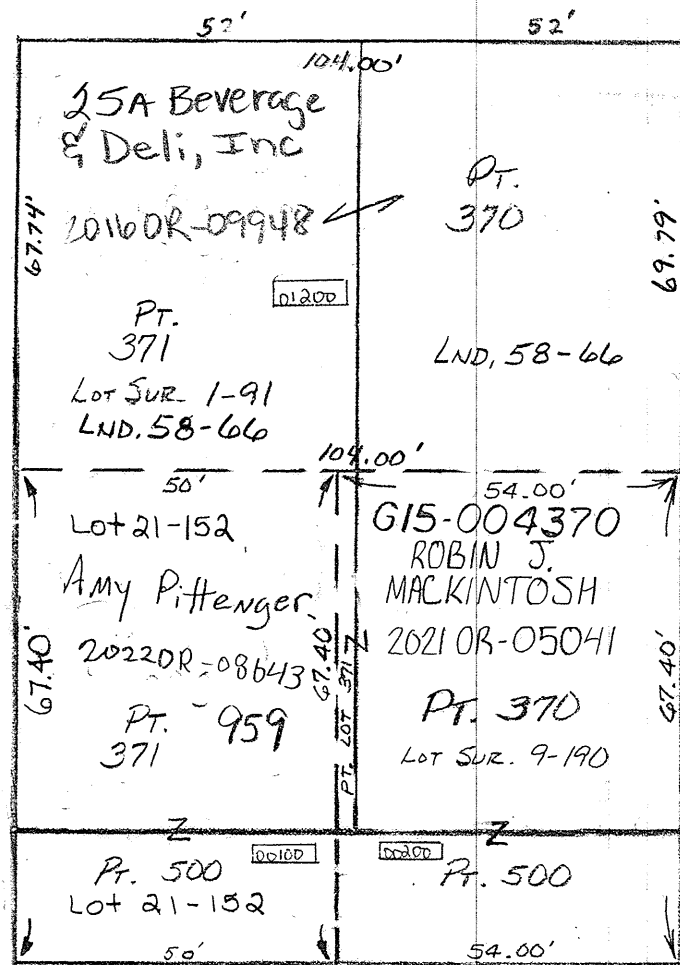 52'
52'
104.00'
25A Beverage
& Deli, Inc
2016OR-09948
PT.
370
67.74'
69.79'
01200
PT.
371
LOT SUR. 1-91
LND. 58-66
LND, 58-66
104.00'
50'
54.00'
Lot 21-152
Amy Pittenger
2022OR-08643
PT. 959
371
67.40'
67.40'
PT. LOT 371
Z
G15-004370
ROBIN J.
MACKINTOSH
2021 OR-05041
PT. 370
LOT SUR. 9-190
67.40'
Z
Z
00100
00200
PT. 500
Lot 21-152
PT. 500
50'
54.00'